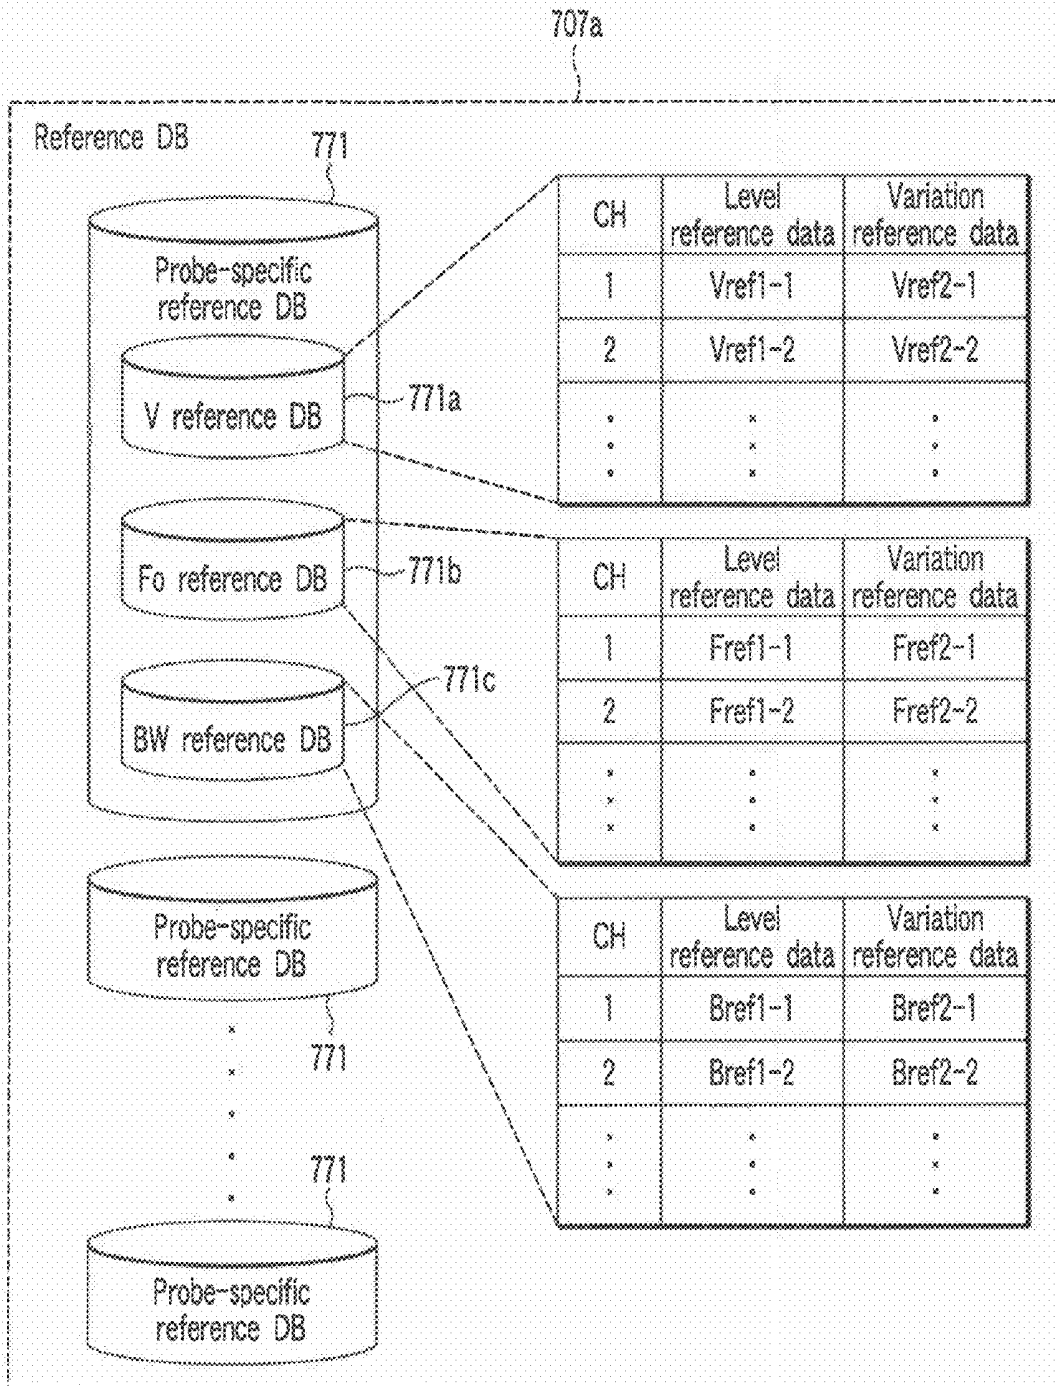 707a
Reference DB
771
Probe-specific
reference DB
V reference DB
771a
Fo reference DB
771b
BW reference DB
771c
CH Level reference data Variation reference data
1 Vref1-1 Vref2-1
2 Vref1-2 Vref2-2
CH Level reference data Variation reference data
1 Fref1-1 Fref2-1
2 Fref1-2 Fref2-2
CH Level reference data Variation reference data
1 Bref1-1 Bref2-1
2 Bref1-2 Bref2-2
Probe-specific
reference DB
771
771
Probe-specific
reference DB